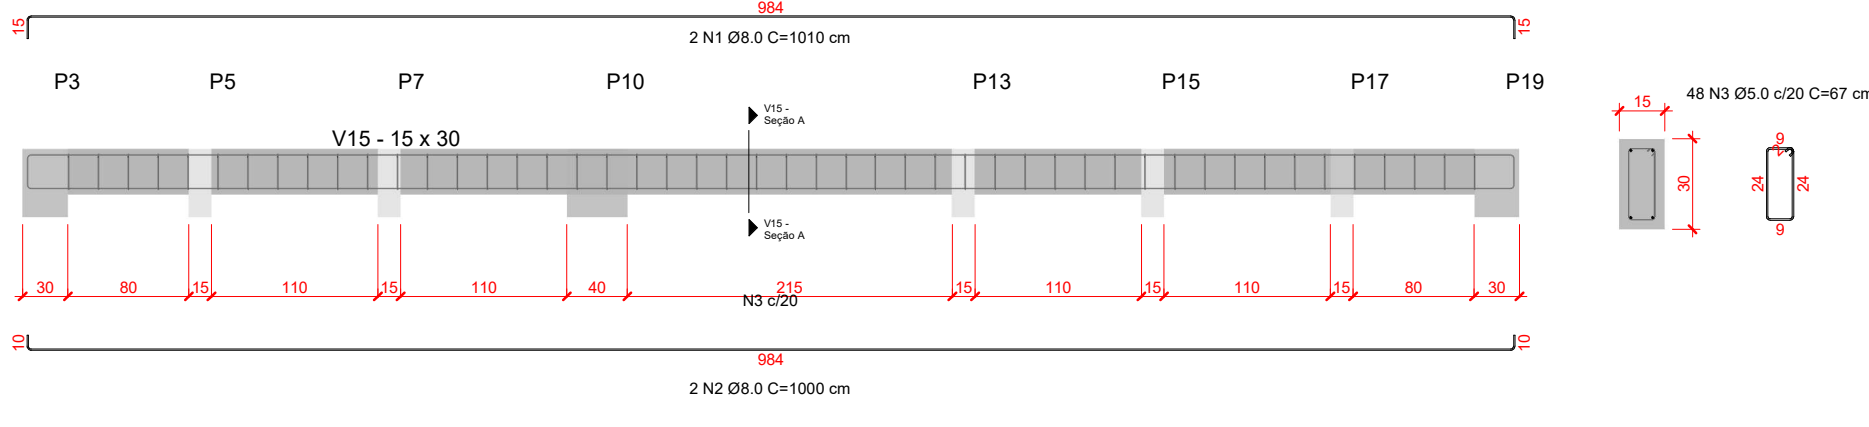 984
15
15
2 N1 Ø8.0 C=1010 cm
P3 P5 P7 P10 P13 P15 P17 P19
48 N3 Ø5.0 c/20 C=67 cm
15
V15 -
Seção A
V15 - 15 x 30
9
30
24
24
9
V15 -
Seção A
30 80 15 110 15 110 40 215 15 110 15 110 15 80 30
N3 c/20
10
10
984
2 N2 Ø8.0 C=1000 cm